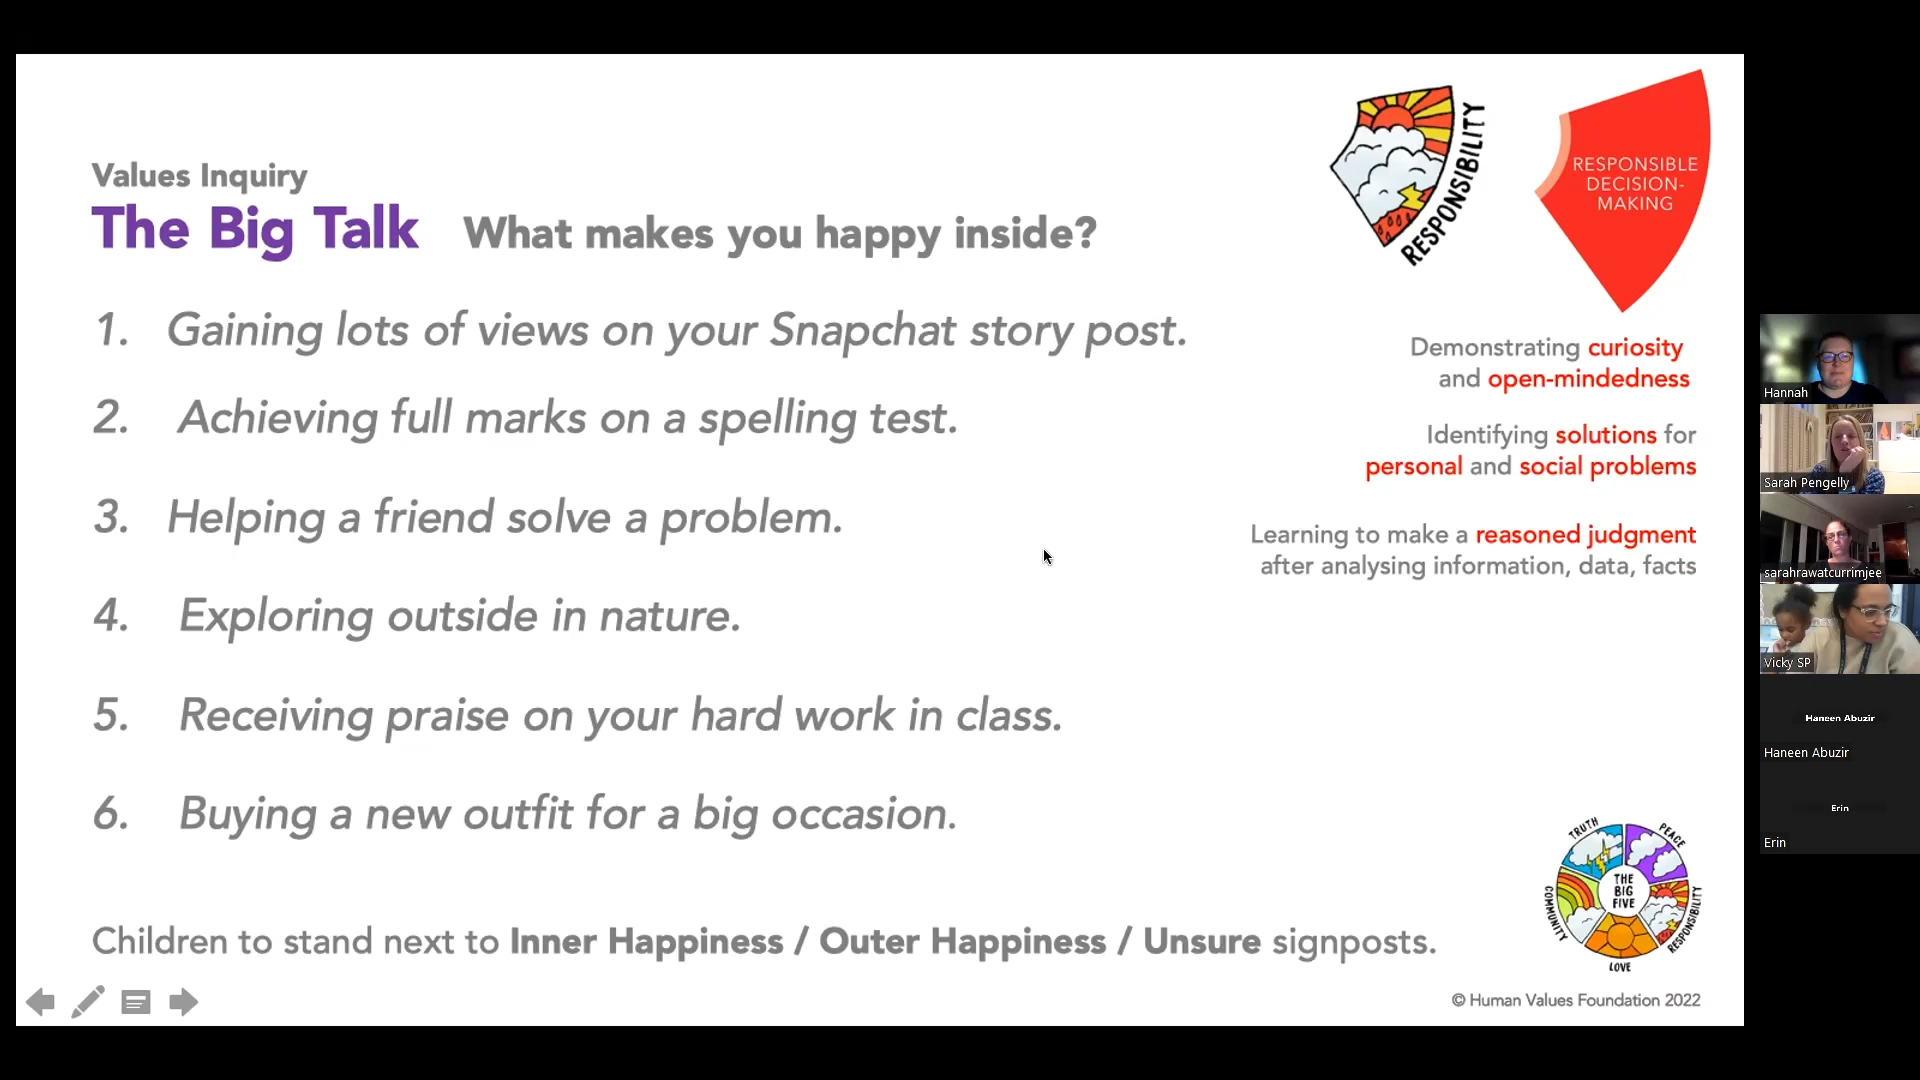 Values Inquiry
The Big Talk What makes you happy inside?
1. Gaining lots of views on your Snapchat story post.
2. Achieving full marks on a spelling test.
3. Helping a friend solve a problem.
4. Exploring outside in nature.
5. Receiving praise on your hard work in class.
6. Buying a new outfit for a big occasion.
Children to stand next to Inner Happiness / Outer Happiness / Unsure signposts.
RESPONSIBILITY
RESPONSIBLE
DECISION-
MAKING
Demonstrating curiosity
and open-mindedness
Identifying solutions for
personal and social problems
Learning to make a reasoned judgment
after analysing information, data, facts
TRUTH
PEACE
THE
BIG
FIVE
COMMUNITY
RESPONSIBILITY
LOVE
© Human Values Foundation 2022
Hannah
Sarah Pengelly
sarahrawatcurrimjee
Vicky SP
Haneen Abuzir
Haneen Abuzir
Erin
Erin